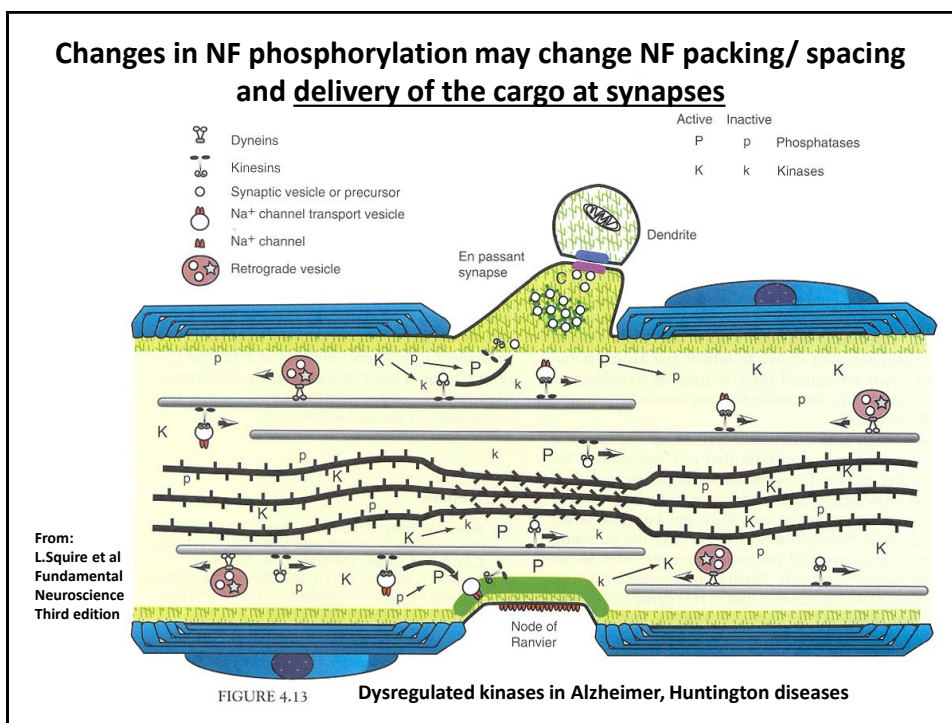 Changes in NF phosphorylation may change NF packing/ spacing
and delivery of the cargo at synapses
Dyneins
Kinesins
Synaptic vesicle or precursor
Na+ channel transport vesicle
Na+ channel
Retrograde vesicle
Active Inactive
P p Phosphatases
K k Kinases
Dendrite
En passant
synapse
C
p K p P P K K
k k p
K p
p k P K
p K p p K K
p K p K p K p K
K k P K
p K P p P k K p p
Node of
Ranvier
From:
L.Squire et al
Fundamental
Neuroscience
Third edition
FIGURE 4.13
Dysregulated kinases in Alzheimer, Huntington diseases